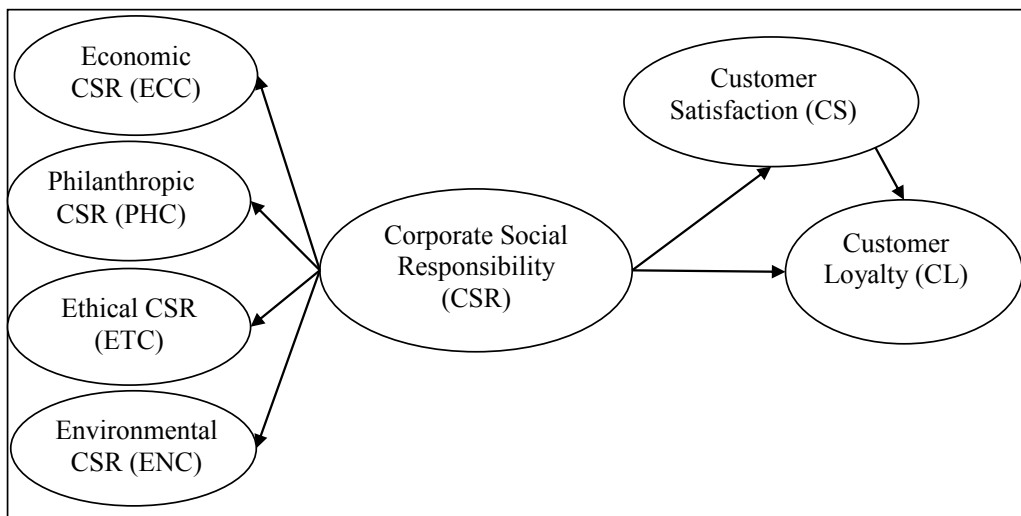 Economic
CSR (ECC)
Philanthropic
CSR (PHC)
Ethical CSR
(ETC)
Environmental
CSR (ENC)
Corporate Social
Responsibility
(CSR)
Customer
Satisfaction (CS)
Customer
Loyalty (CL)